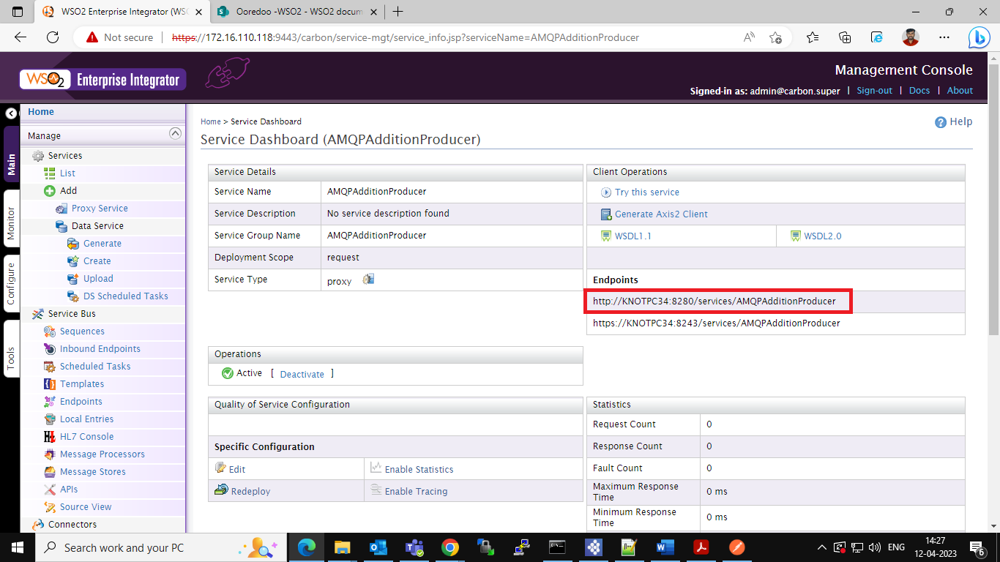 WSO2 Enterprise Integrator (WSO
Ooredoo -WSO2 - WSO2 docum
Not secure
https://172.16.110.118:9443/carbon/service-mgt/service_info.jsp?serviceName=AMQPAdditionProducer
WSO2 Enterprise Integrator
Management Console
Signed-in as: admin@carbon.super | Sign-out | Docs | About
Main
Monitor
Configure
Tools
Home
Manage
Services
List
Add
Proxy Service
Data Service
Generate
Create
Upload
DS Scheduled Tasks
Service Bus
Sequences
Inbound Endpoints
Scheduled Tasks
Templates
Endpoints
Local Entries
HL7 Console
Message Processors
Message Stores
APIs
Source View
Connectors
Home > Service Dashboard
Help
Service Dashboard (AMQPAdditionProducer)
Service Details
Service Name AMQPAdditionProducer
Service Description No service description found
Service Group Name AMQPAdditionProducer
Deployment Scope request
Service Type proxy
Client Operations
Try this service
Generate Axis2 Client
WSDL1.1 WSDL2.0
Endpoints
http://KNOTPC34:8280/services/AMQPAdditionProducer
https://KNOTPC34:8243/services/AMQPAdditionProducer
Operations
Active [ Deactivate ]
Quality of Service Configuration
Specific Configuration
Edit Enable Statistics
Redeploy Enable Tracing
Statistics
Request Count 0
Response Count 0
Fault Count 0
Maximum Response
Time 0 ms
Minimum Response
Time 0 ms
Search work and your PC
ENG
14:27
12-04-2023
6